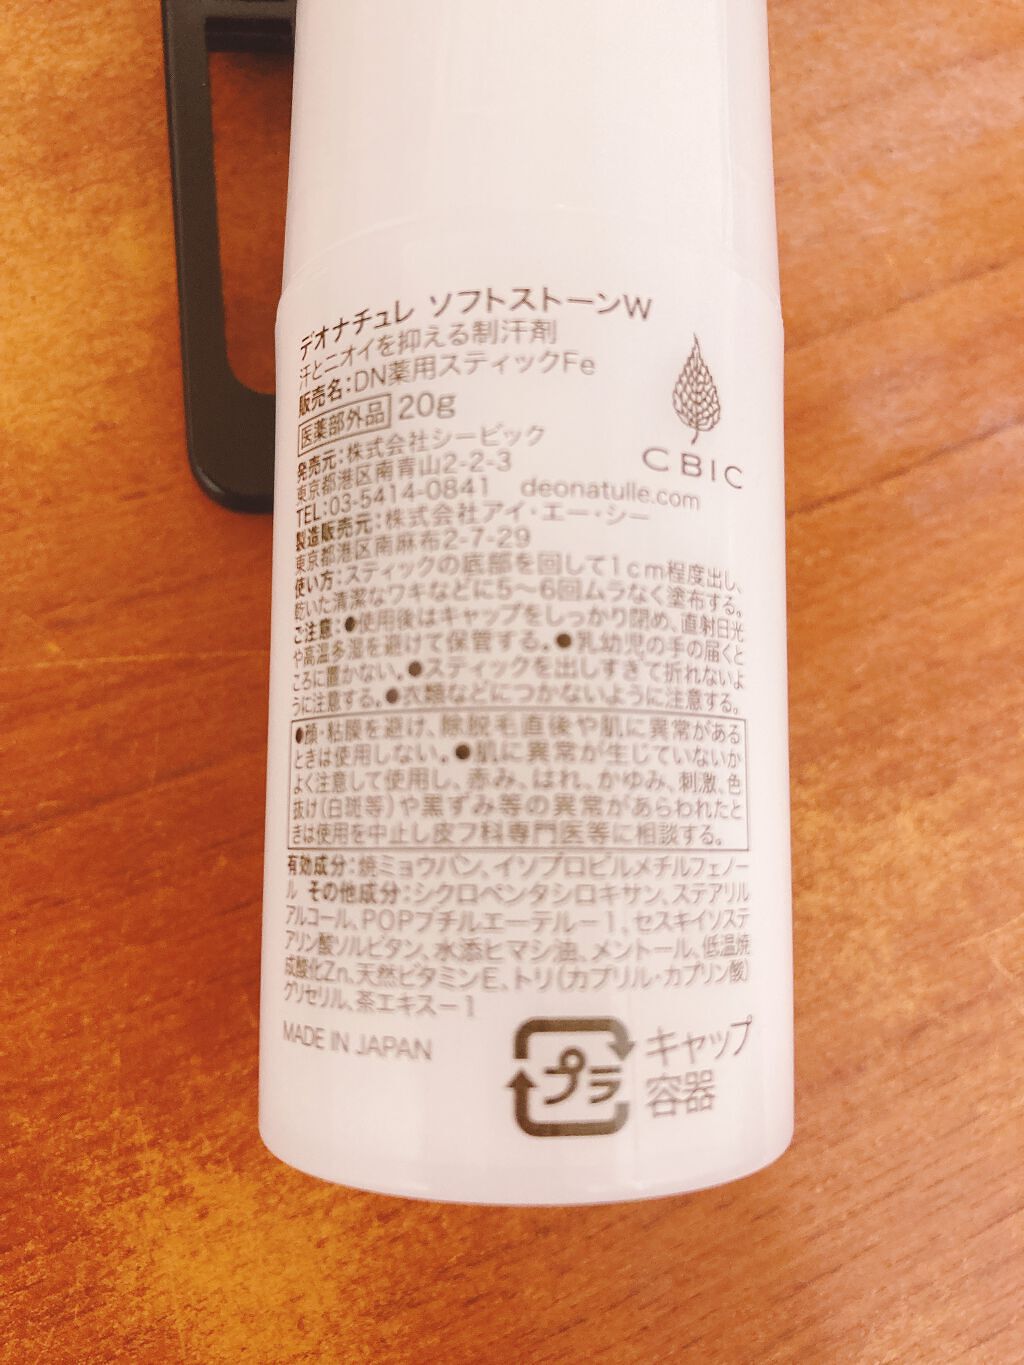 デオナチュレ ソフトストーンW
汗とニオイを抑える制汗剤
販売名:DN薬用スティックFe
医薬部外品 20g
CBIC
発売元:株式会社シービック
東京都港区南青山2-2-3
TEL:03-5414-0841 deonatulle.com
製造販売元:株式会社アイ・エー・シー
東京都港区南麻布2-7-29
使い方:スティックの底部を回して1cm程度出し、
乾いた清潔なワキなどに5〜6回ムラなく塗布する。
ご注意:●使用後はキャップをしっかり閉め、直射日光
や高温多湿を避けて保管する。●乳幼児の手の届くと
ころに置かない。●スティックを出しすぎて折れないよ
うに注意する。●衣類などにつかないように注意する。
●顔・粘膜を避け、除脱毛直後や肌に異常がある
ときは使用しない。●肌に異常が生じていないか
よく注意して使用し、赤み、はれ、かゆみ、刺激、色
抜け(白斑等)や黒ずみ等の異常があらわれたと
きは使用を中止し皮フ科専門医等に相談する。
有効成分:焼ミョウバン、イソプロピルメチルフェノー
ル その他成分:シクロペンタシロキサン、ステアリル
アルコール、POPブチルエーテル-1、セスキイソステ
アリン酸ソルビタン、水添ヒマシ油、メントール、低温焼
成酸化Zn、天然ビタミンE、トリ(カプリル・カプリン酸)
グリセリル、茶エキス-1
MADE IN JAPAN
プラ
キャップ
容器